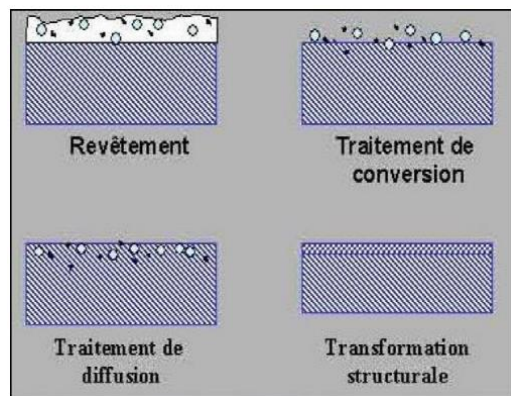 Revêtement
Traitement de
conversion
Traitement de
diffusion
Transformation
structurale